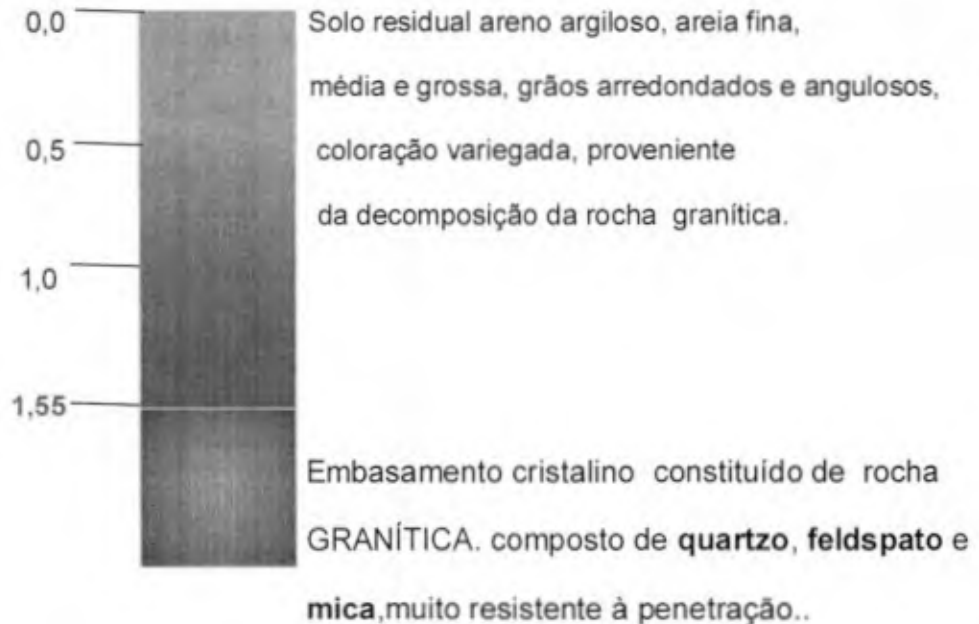 0,0
Solo residual areno argiloso, areia fina,
média e grossa, grãos arredondados e angulosos,
0,5
coloração variegada, proveniente
da decomposição da rocha granítica.
1,0
1,55
Embasamento cristalino constituído de rocha
GRANÍTICA. composto de quartzo, feldspato e
mica,muito resistente à penetração..